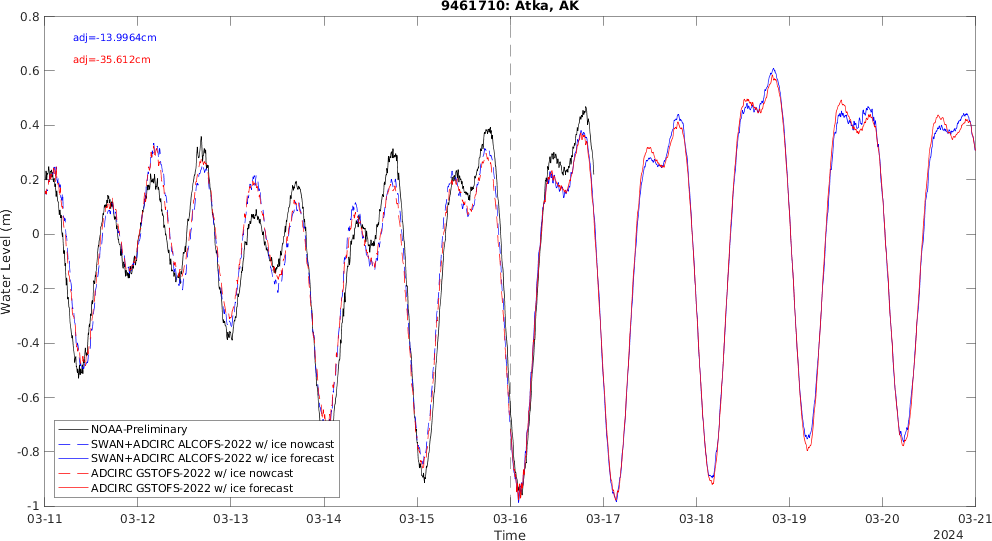 9461710: Atka, AK
adj=-13.9964cm
adj=-35.612cm
Water Level (m)
0.8
0.6
0.4
0.2
0
-0.2
-0.4
-0.6
-0.8
-1
NOAA-Preliminary
SWAN+ADCIRC ALCOFS-2022 w/ ice nowcast
SWAN+ADCIRC ALCOFS-2022 w/ ice forecast
ADCIRC GSTOFS-2022 w/ ice nowcast
ADCIRC GSTOFS-2022 w/ ice forecast
03-11 03-12 03-13 03-14 03-15 03-16 03-17 03-18 03-19 03-20 03-21
Time
2024